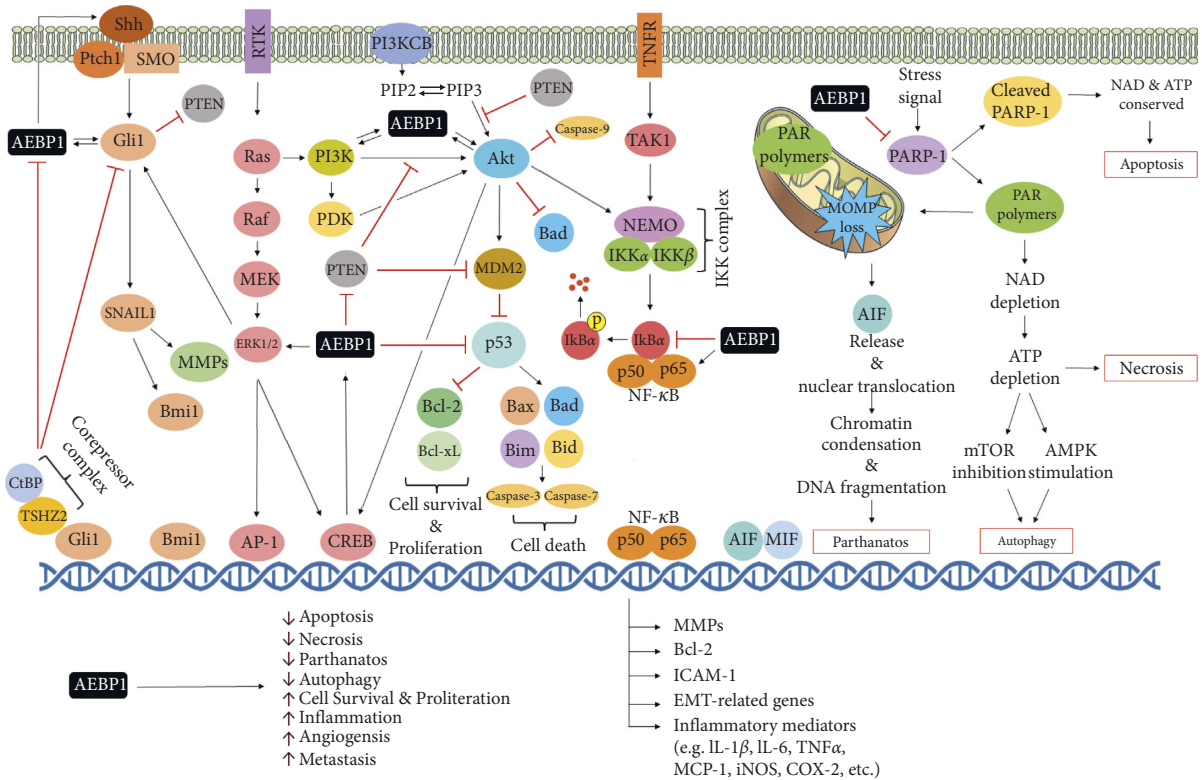 Shh
Ptch1
SMO
RTK
PI3KCB
TNFR
PIP2
PIP3
PTEN
PTEN
AEBP1
Gli1
AEBP1
Akt
Caspase-9
Ras
PI3K
TAK1
Raf
PDK
Bad
NEMO
IKKα
IKKβ
IKK complex
MEK
PTEN
MDM2
SNAIL1
ERK1/2
AEBP1
p53
P
IkBα
IkBα
AEBP1
p50
p65
NF-κB
MMPs
Bmi1
Bcl-2
Bcl-xL
Bax
Bad
Bim
Bid
Caspase-3
Caspase-7
Cell survival
&
Proliferation
Cell death
Corepressor
complex
CtBP
TSHZ2
Gli1
Bmi1
AP-1
CREB
NF-κB
p50
p65
AIF
MIF
AEBP1
Stress
signal
PARP-1
Cleaved
PARP-1
NAD & ATP
conserved
Apoptosis
PAR
polymers
MOMP
loss
PAR
polymers
AIF
Release
&
nuclear translocation
Chromatin
condensation
&
DNA fragmentation
Parthanatos
NAD
depletion
ATP
depletion
Necrosis
mTOR
inhibition
AMPK
stimulation
Autophagy
AEBP1
↓ Apoptosis
↓ Necrosis
↓ Parthanatos
↓ Autophagy
↑ Cell Survival & Proliteration
↑ Inflammation
↑ Angiogensis
↑ Metastasis
MMPs
Bcl-2
ICAM-1
EMT-related genes
Inflammatory mediators
(e.g. lL-1β, lL-6, TNFα,
MCP-1, iNOS, COX-2, etc.)